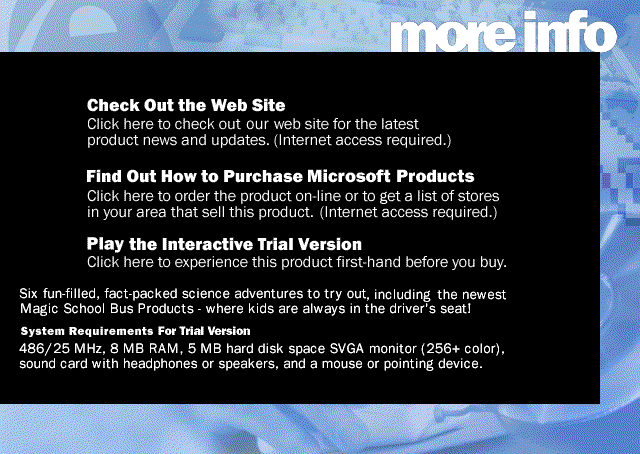 more info
Check Out the Web Site
Click here to check out our web site for the latest
product news and updates. (Internet access required.)
Find Out How to Purchase Microsoft Products
Click here to order the product on-line or to get a list of stores
in your area that sell this product. (Internet access required.)
Play the Interactive Trial Version
Click here to experience this product first-hand before you buy.
Six fun-filled, fact-packed science adventures to try out, including the newest
Magic School Bus Products - where kids are always in the driver's seat!
System Requirements For Trial Version
486/25 MHz, 8 MB RAM, 5 MB hard disk space SVGA monitor (256+ color),
sound card with headphones or speakers, and a mouse or pointing device.